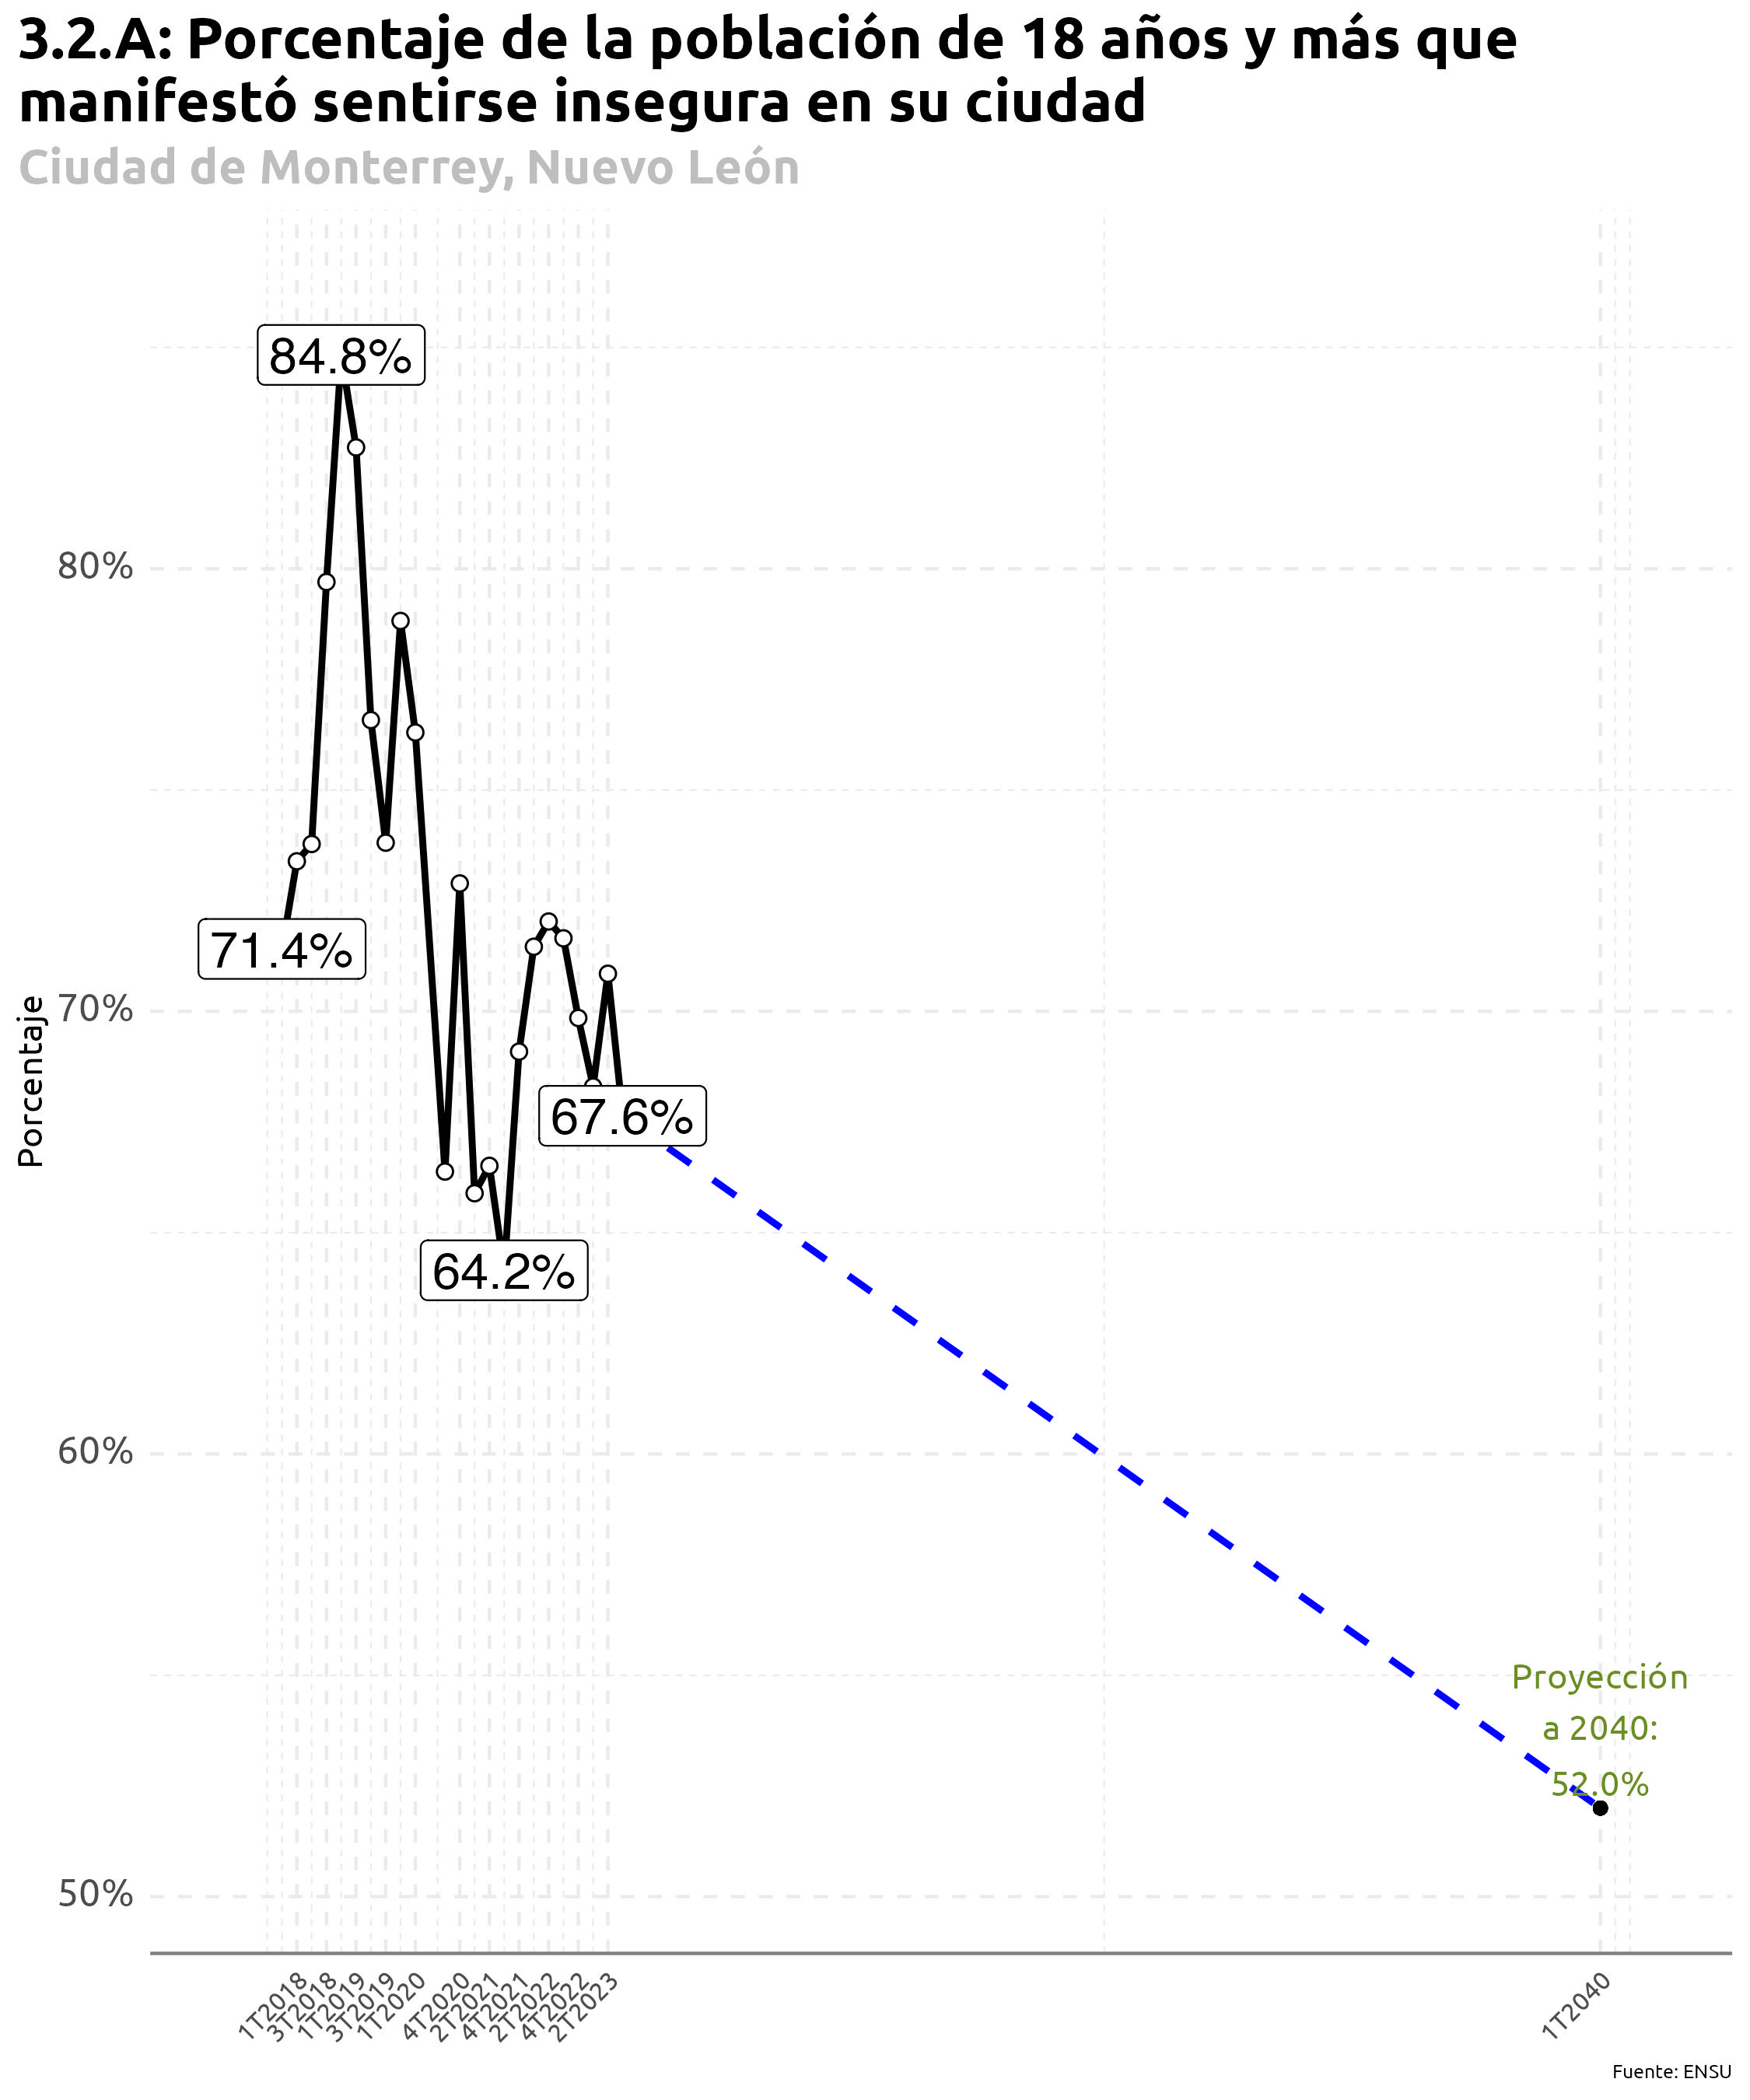 3.2.A: Porcentaje de la población de 18 años y más que
manifestó sentirse insegura en su ciudad
Ciudad de Monterrey, Nuevo León
84.8%
80%
71.4%
70%
Porcentaje
67.6%
64.2%
60%
Proyección
a 2040:
52.0%
50%
1T2018
3T2018
1T2019
3T2019
1T2020
4T2020
2T2021
4T2021
2T2022
4T2022
2T2023
1T2040
Fuente: ENSU